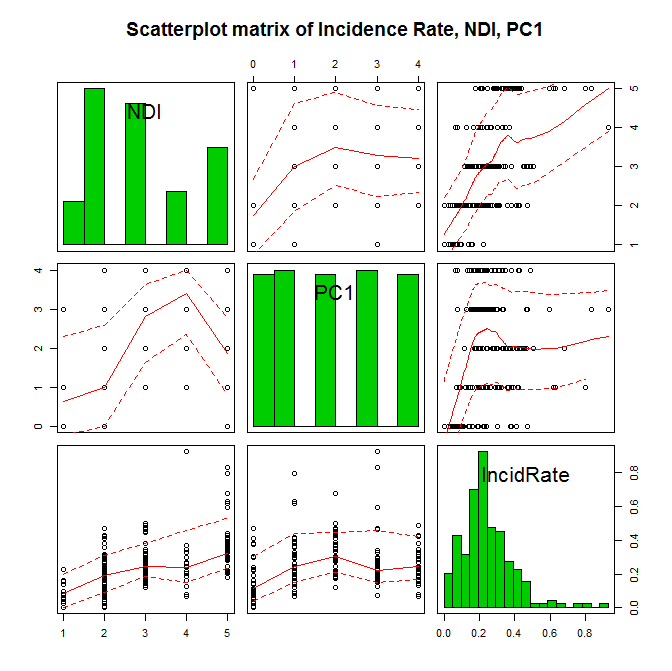 Scatterplot matrix of Incidence Rate, NDI, PC1
0 1 2 3 4
NDI
1 2 3 4 5
0 1 2 3 4
PC1
IncidRate
0.0 0.2 0.4 0.6 0.8
1 2 3 4 5
0.0 0.2 0.4 0.6 0.8